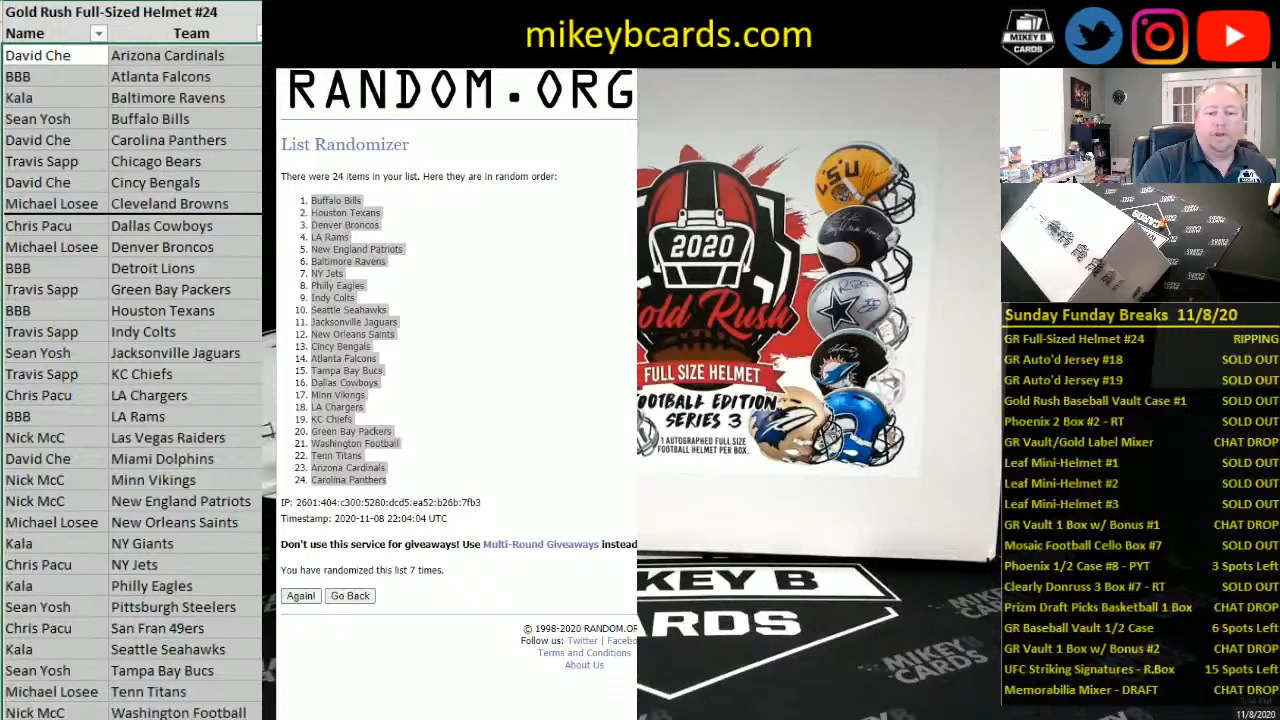 Gold Rush Full-Sized Helmet #24
Name Team
David Che Arizona Cardinals
BBB Atlanta Falcons
Kala Baltimore Ravens
Sean Yosh Buffalo Bills
David Che Carolina Panthers
Travis Sapp Chicago Bears
David Che Cincy Bengals
Michael Losee Cleveland Browns
Chris Pacu Dallas Cowboys
Michael Losee Denver Broncos
BBB Detroit Lions
Travis Sapp Green Bay Packers
BBB Houston Texans
Travis Sapp Indy Colts
Sean Yosh Jacksonville Jaguars
Travis Sapp KC Chiefs
Chris Pacu LA Chargers
BBB LA Rams
Nick McC Las Vegas Raiders
David Che Miami Dolphins
Nick McC Minn Vikings
Nick McC New England Patriots
Michael Losee New Orleans Saints
Kala NY Giants
Chris Pacu NY Jets
Kala Philly Eagles
Sean Yosh Pittsburgh Steelers
Chris Pacu San Fran 49ers
Kala Seattle Seahawks
Sean Yosh Tampa Bay Bucs
Michael Losee Tenn Titans
Nick McC Washington Football
mikeybcards.com
RANDOM.ORG
List Randomizer
There were 24 items in your list. Here they are in random order:
1. Buffalo Bills
2. Houston Texans
3. Denver Broncos
4. LA Rams
5. New England Patriots
6. Baltimore Ravens
7. NY Jets
8. Philly Eagles
9. Indy Colts
10. Seattle Seahawks
11. Jacksonville Jaguars
12. New Orleans Saints
13. Cincy Bengals
14. Atlanta Falcons
15. Tampa Bay Bucs
16. Dallas Cowboys
17. Minn Vikings
18. LA Chargers
19. KC Chiefs
20. Green Bay Packers
21. Washington Football
22. Tenn Titans
23. Arizona Cardinals
24. Carolina Panthers
IP: 2601:404:c300:5280:dcd5:ea52:b26b:7fb3
Timestamp: 2020-11-08 22:04:04 UTC
Don't use this service for giveaways! Use Multi-Round Giveaways instead
You have randomized this list 7 times.
Again! Go Back
© 1998-2020 RANDOM.OR
Follow us: Twitter | Facebo
Terms and Conditions
About Us
LSU
2020
old Rush
FULL SIZE HELMET
FOOTBALL EDITION
SERIES 3
1 AUTOGRAPHED FULL SIZE
FOOTBALL HELMET PER BOX.
KEY B
ARDS
MIKEY B
CARDS
MIKEY B
CARDS
Sunday Funday Breaks 11/8/20
GR Full-Sized Helmet #24 RIPPING
GR Auto'd Jersey #18 SOLD OUT
GR Auto'd Jersey #19 SOLD OUT
Gold Rush Baseball Vault Case #1 SOLD OUT
Phoenix 2 Box #2 - RT SOLD OUT
GR Vault/Gold Label Mixer CHAT DROP
Leaf Mini-Helmet #1 SOLD OUT
Leaf Mini-Helmet #2 SOLD OUT
Leaf Mini-Helmet #3 SOLD OUT
GR Vault 1 Box w/ Bonus #1 CHAT DROP
Mosaic Football Cello Box #7 SOLD OUT
Phoenix 1/2 Case #8 - PYT 3 Spots Left
Clearly Donruss 3 Box #7 - RT SOLD OUT
Prizm Draft Picks Basketball 1 Box CHAT DROP
GR Baseball Vault 1/2 Case 6 Spots Left
GR Vault 1 Box w/ Bonus #2 CHAT DROP
UFC Striking Signatures - R.Box 15 Spots Left
Memorabilia Mixer - DRAFT CHAT DROP
11/8/2020